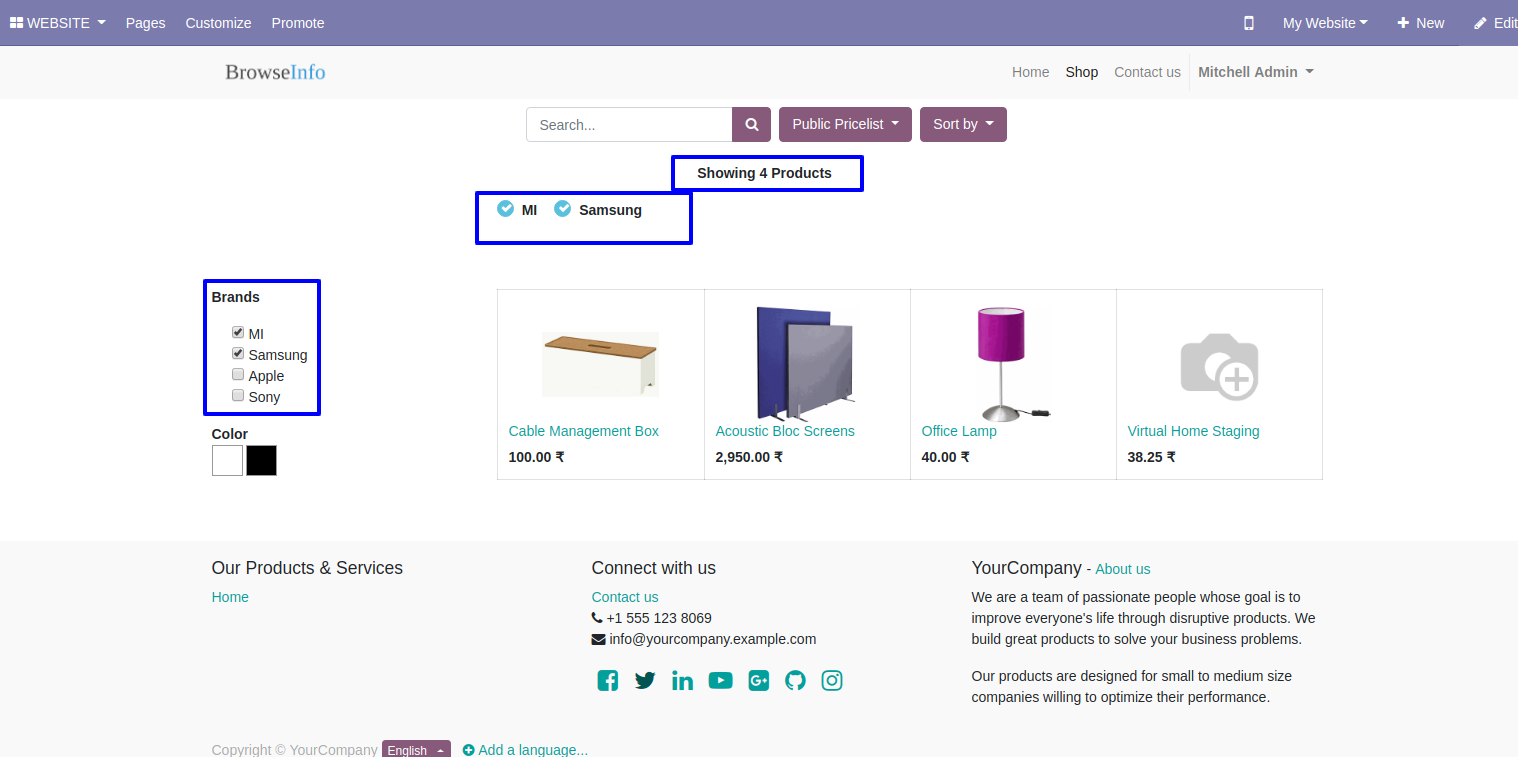 WEBSITE Pages Customize Promote My Website New Edit
BrowseInfo Home Shop Contact us Mitchell Admin
Search... Public Pricelist Sort by
Showing 4 Products
MI Samsung
Brands
MI
Samsung
Apple
Sony
Color
Cable Management Box
100.00 ₹
Acoustic Bloc Screens
2,950.00 ₹
Office Lamp
40.00 ₹
Virtual Home Staging
38.25 ₹
Our Products & Services
Home
Connect with us
Contact us
+1 555 123 8069
info@yourcompany.example.com
YourCompany - About us
We are a team of passionate people whose goal is to
improve everyone's life through disruptive products. We
build great products to solve your business problems.
Our products are designed for small to medium size
companies willing to optimize their performance.
Copyright © YourCompany English Add a language...